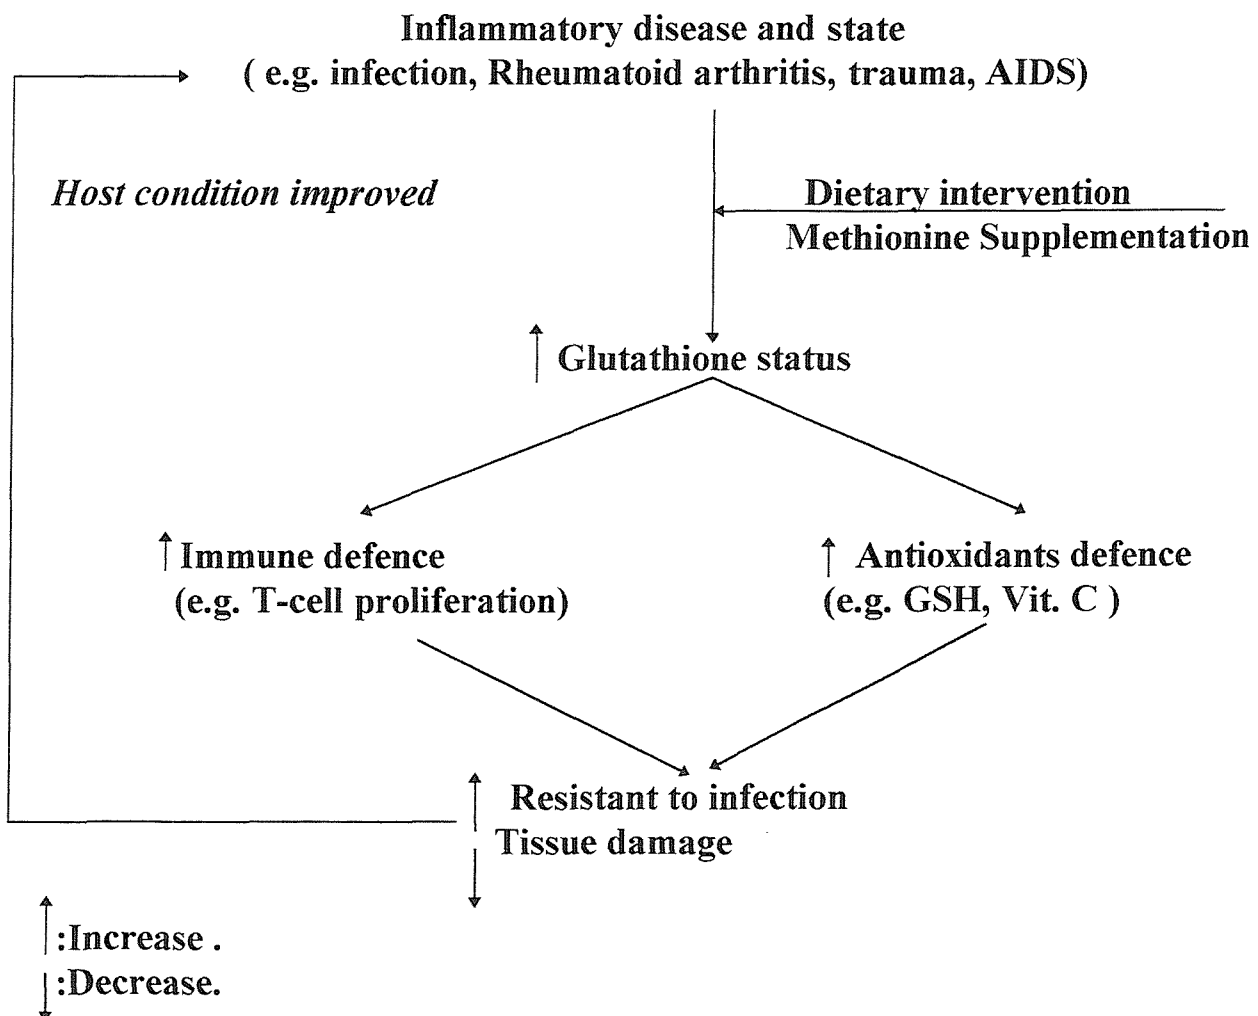 Inflammatory disease and state
( e.g. infection, Rheumatoid arthritis, trauma, AIDS)
Host condition improved
Dietary intervention
Methionine Supplementation
Glutathione status
Immune defence
(e.g. T-cell proliferation)
Antioxidants defence
(e.g. GSH, Vit. C )
Resistant to infection
Tissue damage
:Increase .
:Decrease.